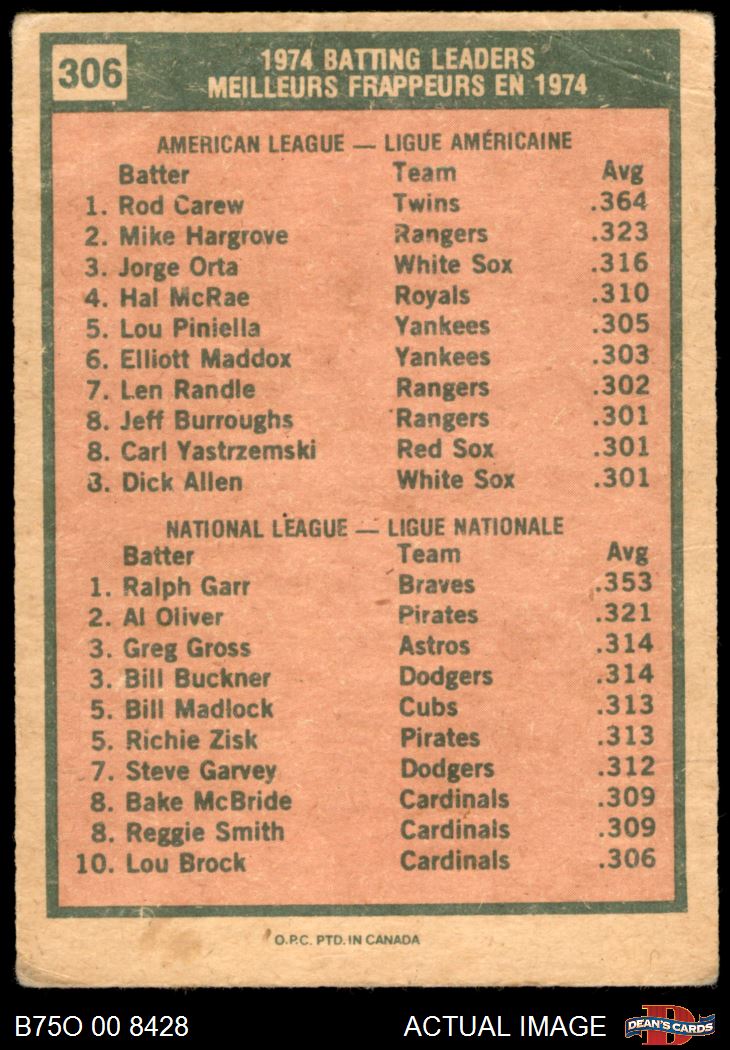 306
1974 BATTING LEADERS
MEILLEURS FRAPPEURS EN 1974
AMERICAN LEAGUE — LIGUE AMÉRICAINE
Batter Team Avg
1. Rod Carew Twins .364
2. Mike Hargrove Rangers .323
3. Jorge Orta White Sox .316
4. Hal McRae Royals .310
5. Lou Piniella Yankees .305
6. Elliott Maddox Yankees .303
7. Len Randle Rangers .302
8. Jeff Burroughs Rangers .301
8. Carl Yastrzemski Red Sox .301
8. Dick Allen White Sox .301
NATIONAL LEAGUE — LIGUE NATIONALE
Batter Team Avg
1. Ralph Garr Braves .353
2. Al Oliver Pirates .321
3. Greg Gross Astros .314
3. Bill Buckner Dodgers .314
5. Bill Madlock Cubs .313
5. Richie Zisk Pirates .313
7. Steve Garvey Dodgers .312
8. Bake McBride Cardinals .309
8. Reggie Smith Cardinals .309
10. Lou Brock Cardinals .306
O.P.C. PTD. IN CANADA
B75O 00 8428 ACTUAL IMAGE D DEAN'S CARDS